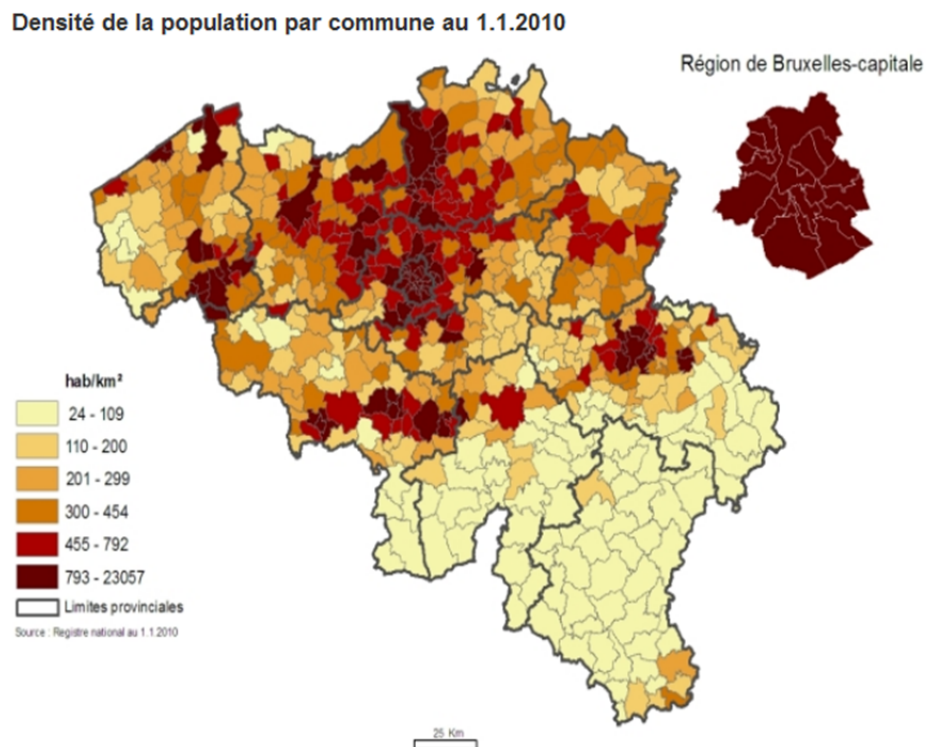 Densité de la population par commune au 1.1.2010
Région de Bruxelles-capitale
hab/km²
24 - 109
110 - 200
201 - 299
300 - 454
455 - 792
793 - 23057
Limites provinciales
Source : Registre national au 1.1.2010
25 Km